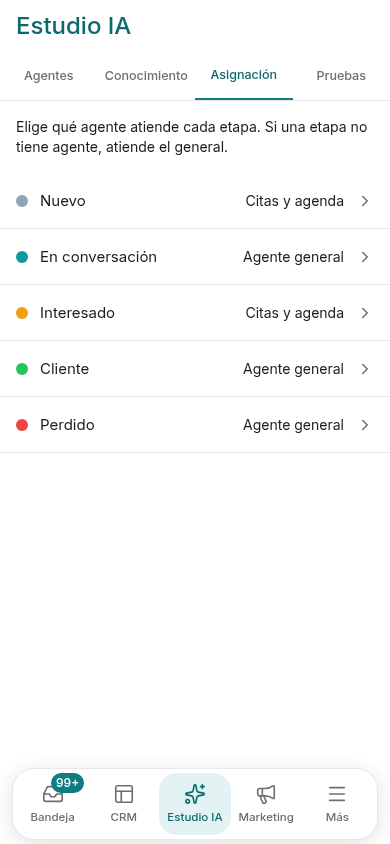 Estudio IA
Agentes
Conocimiento
Asignación
Pruebas
Elige qué agente atiende cada etapa. Si una etapa no
tiene agente, atiende el general.
Nuevo
Citas y agenda
En conversación
Agente general
Interesado
Citas y agenda
Cliente
Agente general
Perdido
Agente general
99+
Bandeja
CRM
Estudio IA
Marketing
Más